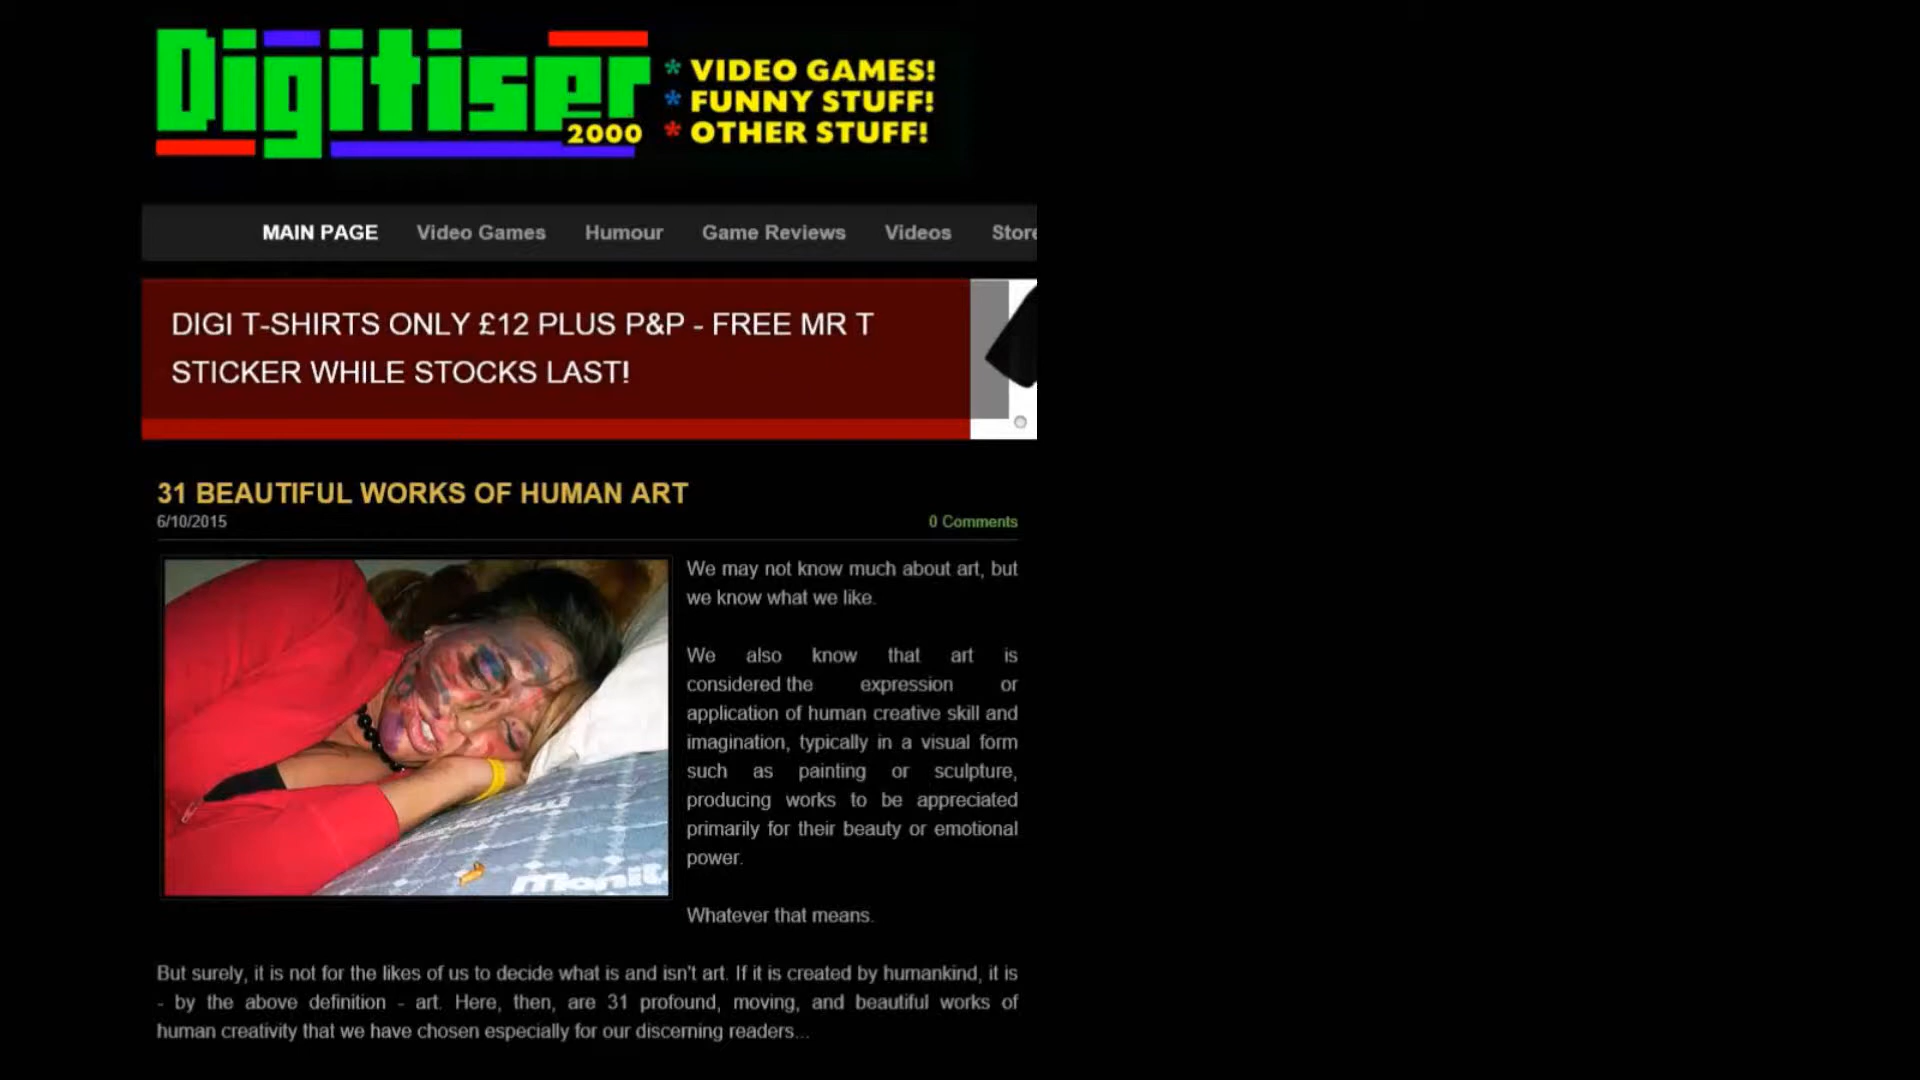 Digitiser
2000
* VIDEO GAMES!
* FUNNY STUFF!
* OTHER STUFF!
MAIN PAGE Video Games Humour Game Reviews Videos Store
DIGI T-SHIRTS ONLY £12 PLUS P&P - FREE MR T
STICKER WHILE STOCKS LAST!
31 BEAUTIFUL WORKS OF HUMAN ART
6/10/2015 0 Comments
We may not know much about art, but
we know what we like.
We also know that art is
considered the expression or
application of human creative skill and
imagination, typically in a visual form
such as painting or sculpture,
producing works to be appreciated
primarily for their beauty or emotional
power.
Whatever that means.
But surely, it is not for the likes of us to decide what is and isn't art. If it is created by humankind, it is
- by the above definition - art. Here, then, are 31 profound, moving, and beautiful works of
human creativity that we have chosen especially for our discerning readers...